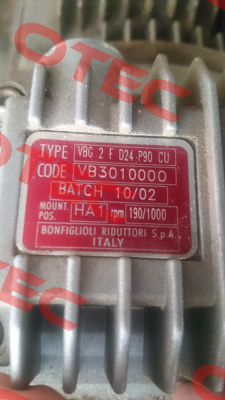 OTEC
TYPE VBG 2 F D24-P90 CU
CODE VB3010000
BATCH 10/02
MOUNT. POS. HA1 rpm 190/1000
BONFIGLIOLI RIDUTTORI S.p.A
ITALY
OTEC